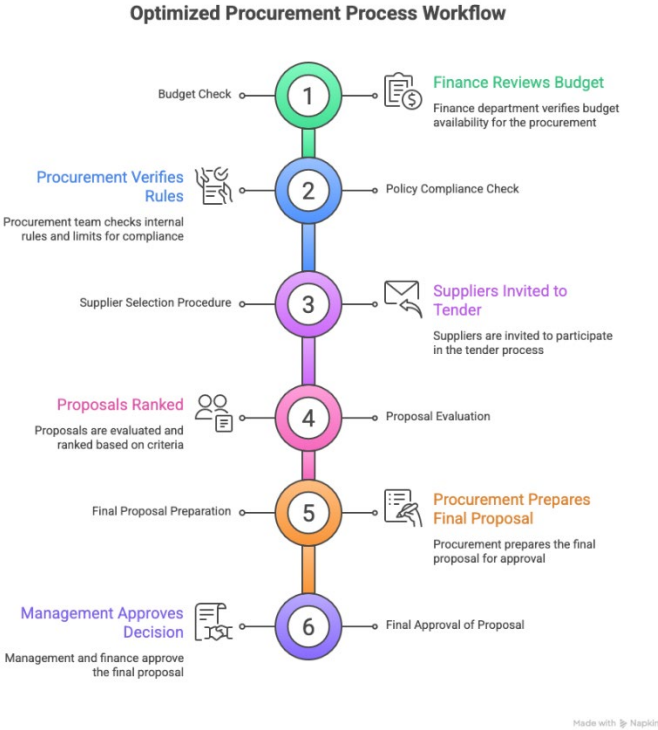 Optimized Procurement Process Workflow
Budget Check
1
Finance Reviews Budget
Finance department verifies budget
availability for the procurement
Procurement Verifies
Rules
Procurement team checks internal
rules and limits for compliance
2
Policy Compliance Check
Supplier Selection Procedure
3
Suppliers Invited to
Tender
Suppliers are invited to participate
in the tender process
Proposals Ranked
Proposals are evaluated and
ranked based on criteria
4
Proposal Evaluation
Final Proposal Preparation
5
Procurement Prepares
Final Proposal
Procurement prepares the final
proposal for approval
Management Approves
Decision
Management and finance approve
the final proposal
6
Final Approval of Proposal
Made with Napkin